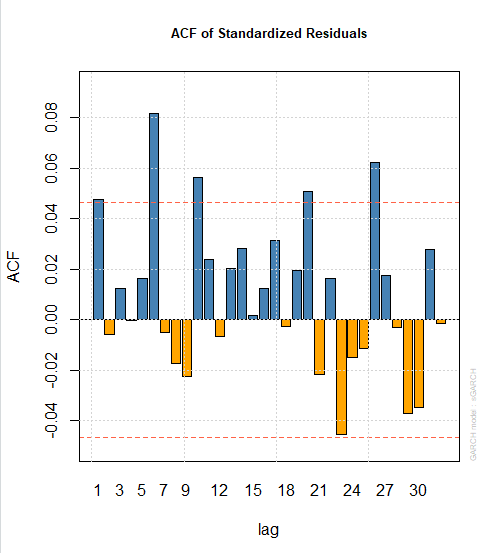 ACF of Standardized Residuals
ACF
0.08
0.06
0.04
0.02
0.00
-0.02
-0.04
1 3 5 7 9 12 15 18 21 24 27 30
lag
GARCH model : sGARCH